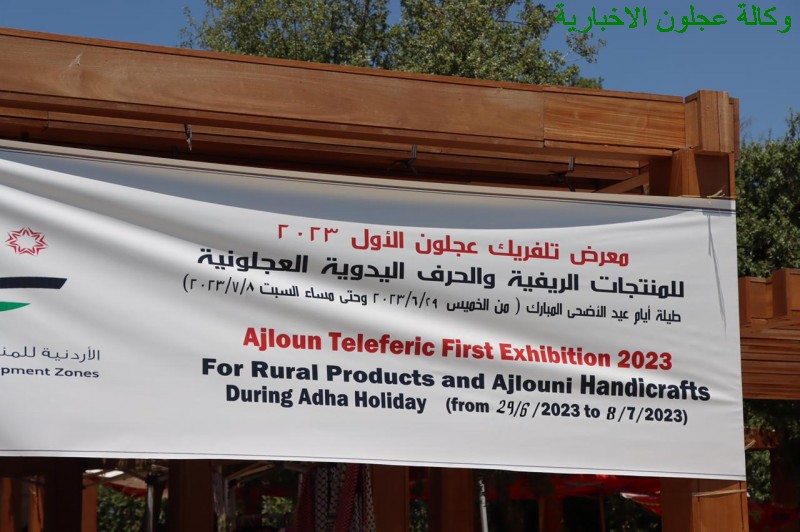 وكالة عجلون الاخبارية
معرض تلفريك عجلون الأول ٢٠٢٣
للمنتجات الريفية والحرف اليدوية العجلونية
طيلة أيام عيد الأضحى المبارك ( من الخميس ٢٠٢٣/٦/٢٩ وحتى مساء السبت ٢٠٢٣/٧/٨)
Ajloun Teleferic First Exhibition 2023
For Rural Products and Ajlouni Handicrafts
During Adha Holiday (from 29/6/2023 to 8/7/2023)
الأردنية للمنا
pment Zones